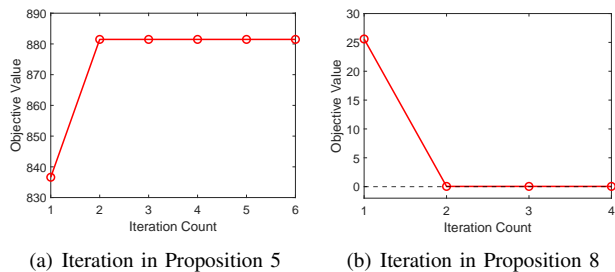 890
880
870
860
850
840
830
Objective Value
1 2 3 4 5 6
Iteration Count
(a) Iteration in Proposition 5
30
25
20
15
10
5
0
Objective Value
1 2 3 4
Iteration Count
(b) Iteration in Proposition 8